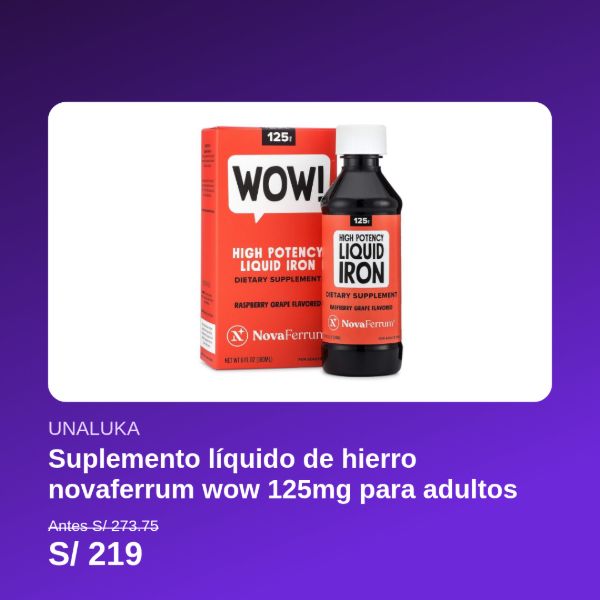 125
WOW!
HIGH POTENCY
LIQUID IRON
DIETARY SUPPLEMENT
RASPBERRY GRAPE FLAVORED
NovaFerrum
125
HIGH POTENCY
LIQUID
IRON
DIETARY SUPPLEMENT
RASPBERRY GRAPE FLAVORED
NovaFerrum
UNALUKA
Suplemento líquido de hierro
novaferrum wow 125mg para adultos
Antes S/ 273.75
S/ 219